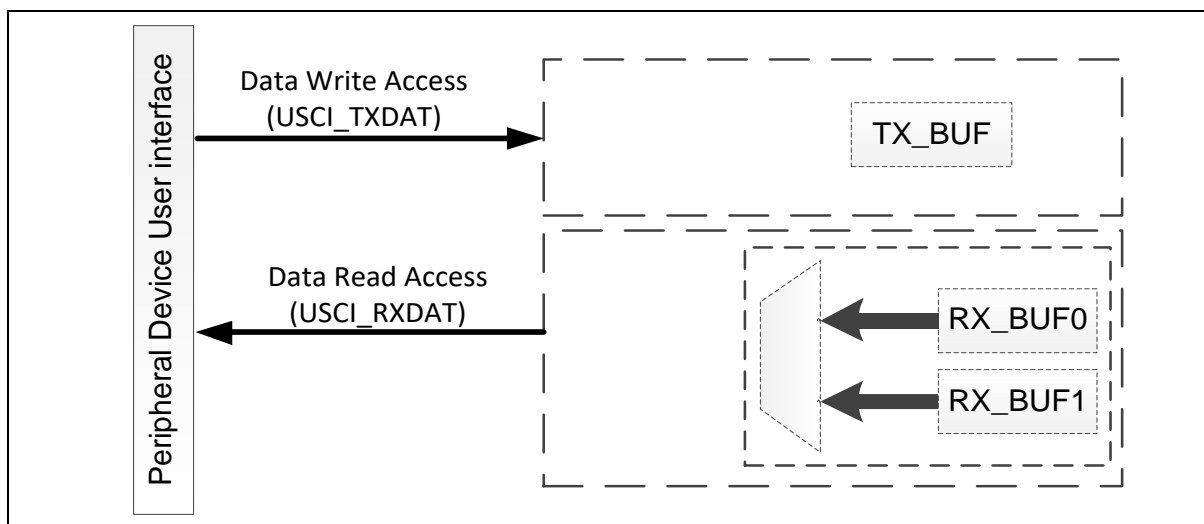 Peripheral Device User interface
Data Write Access
(USCI_TXDAT)
TX_BUF
Data Read Access
(USCI_RXDAT)
RX_BUF0
RX_BUF1